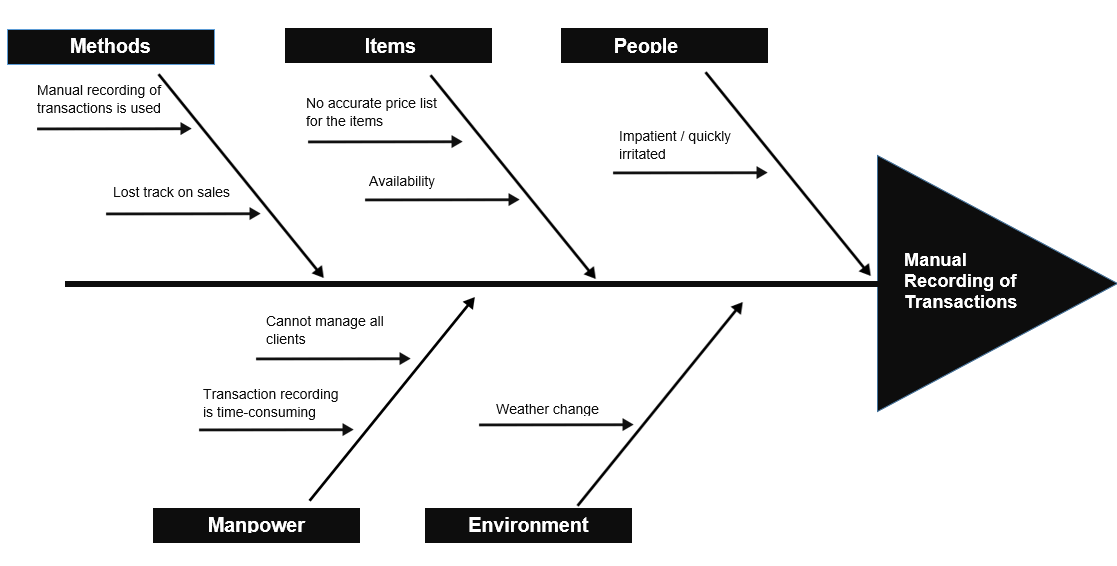 Methods
Items
People
Manual recording of
transactions is used
Lost track on sales
No accurate price list
for the items
Availability
Impatient / quickly
irritated
Manual
Recording of
Transactions
Cannot manage all
clients
Transaction recording
is time-consuming
Weather change
Manpower
Environment